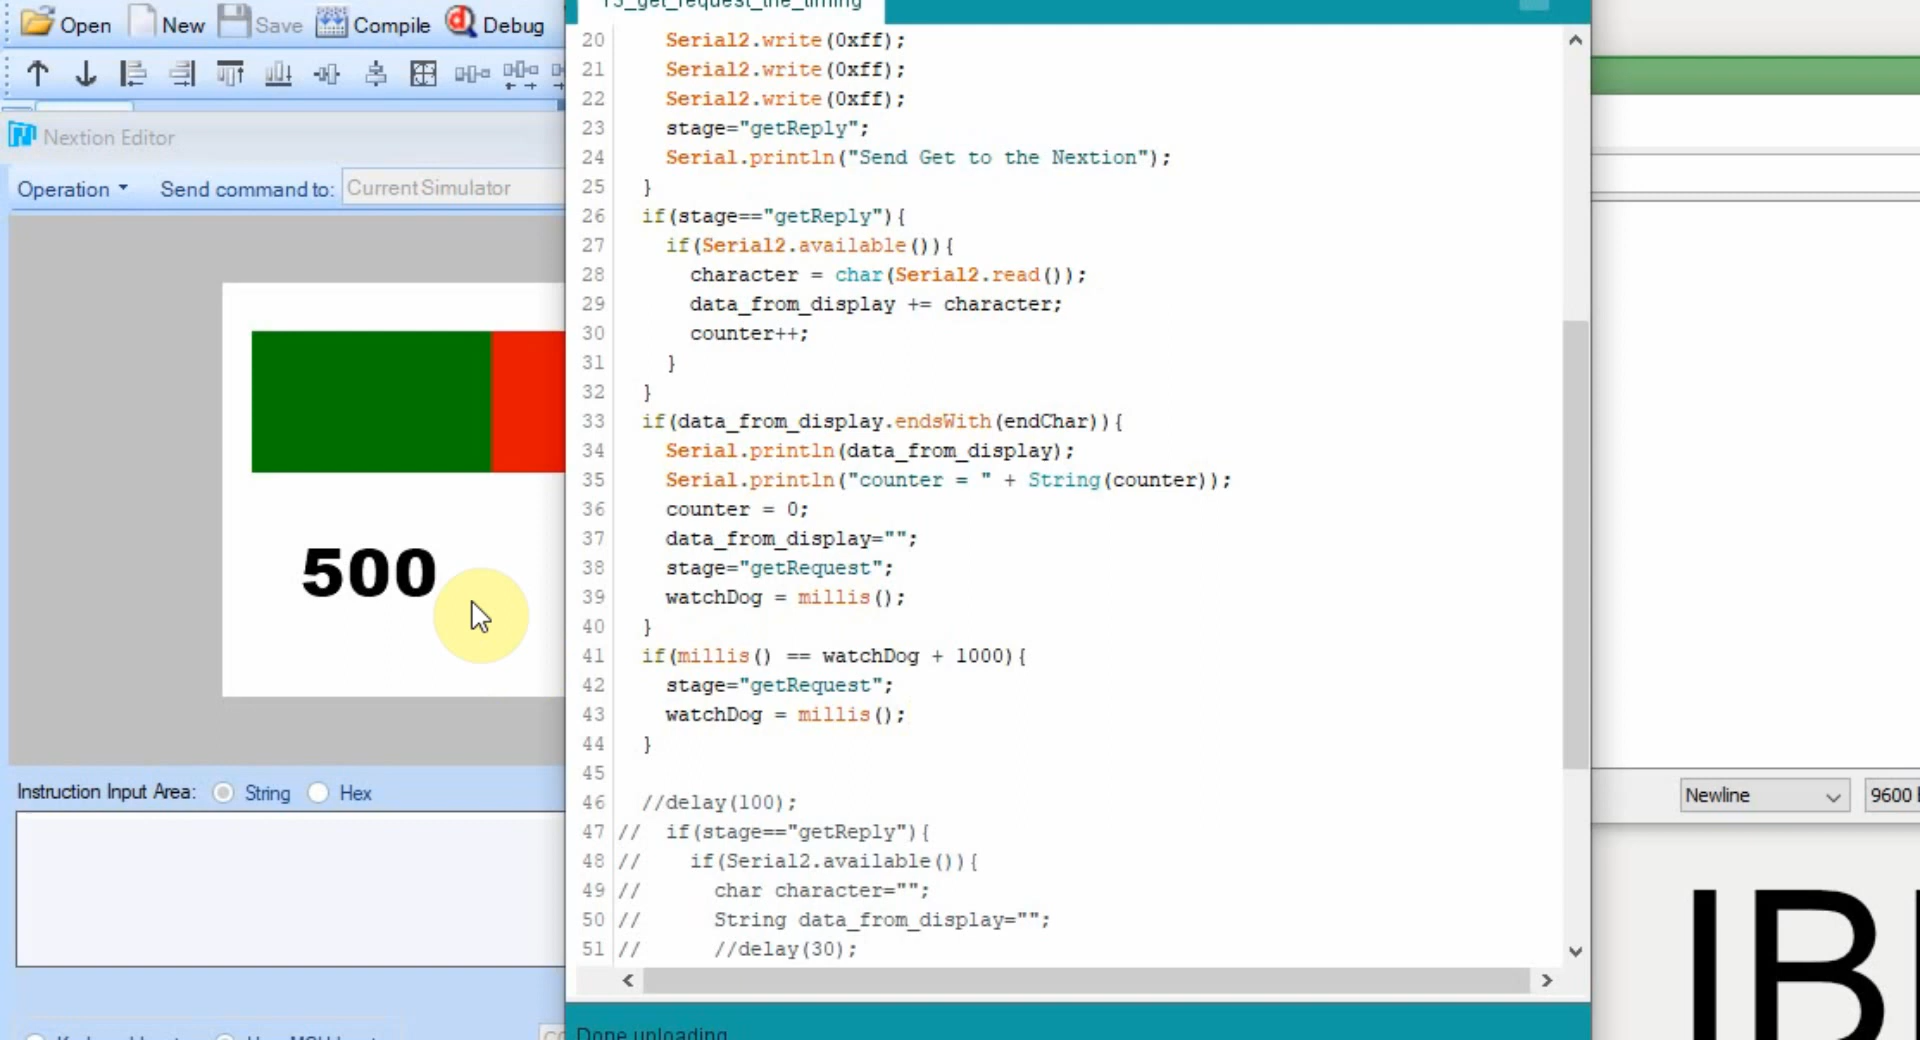 Open New Save Compile Debug
Nextion Editor
Operation Send command to: Current Simulator
500
Instruction Input Area: String Hex
13_get_request_the_timing
20 Serial2.write(0xff);
21 Serial2.write(0xff);
22 Serial2.write(0xff);
23 stage="getReply";
24 Serial.println("Send Get to the Nextion");
25 }
26 if(stage=="getReply"){
27 if(Serial2.available()){
28 character = char(Serial2.read());
29 data_from_display += character;
30 counter++;
31 }
32 }
33 if(data_from_display.endsWith(endChar)){
34 Serial.println(data_from_display);
35 Serial.println("counter = " + String(counter));
36 counter = 0;
37 data_from_display="";
38 stage="getRequest";
39 watchDog = millis();
40 }
41 if(millis() == watchDog + 1000){
42 stage="getRequest";
43 watchDog = millis();
44 }
45
46 //delay(100);
47 // if(stage=="getReply"){
48 // if(Serial2.available()){
49 // char character="";
50 // String data_from_display="";
51 // //delay(30);
Done uploading
Newline 9600